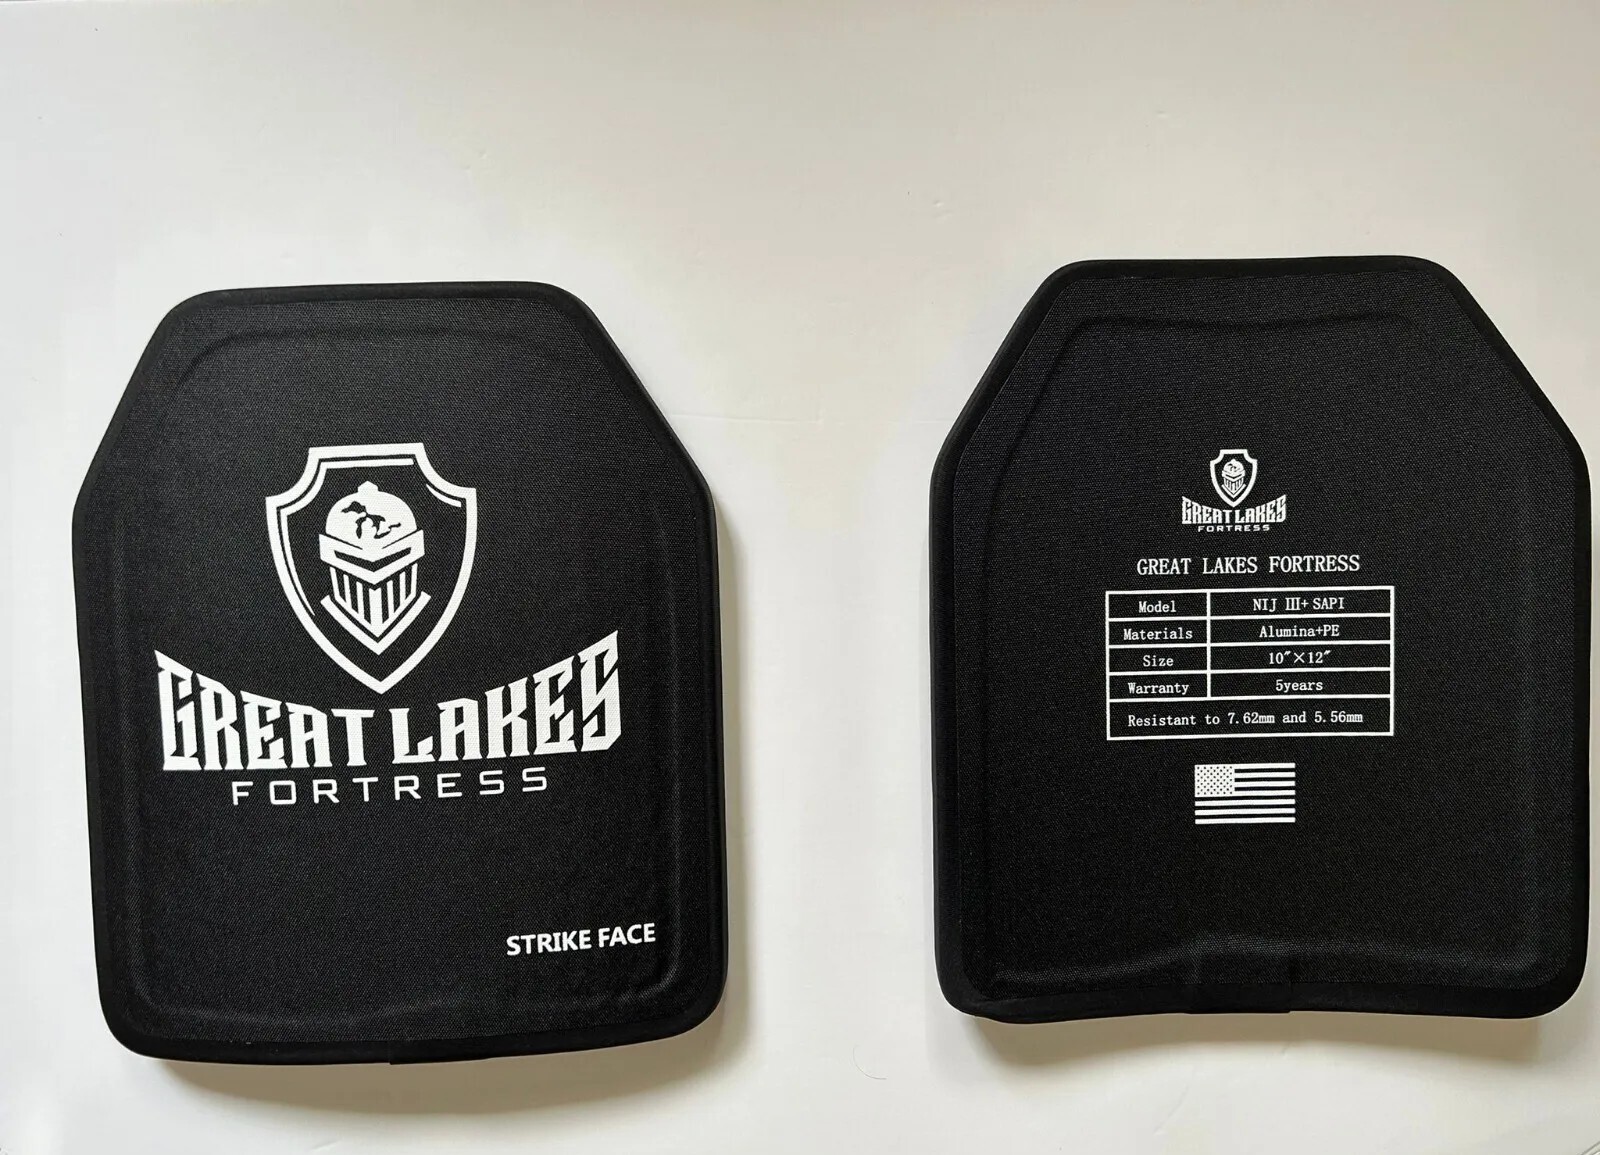 GREAT LAKES
FORTRESS
STRIKE FACE
GREAT LAKES
FORTRESS
GREAT LAKES FORTRESS
Model NIJ III+ SAPI
Materials Alumina+PE
Size 10″×12″
Warranty 5years
Resistant to 7.62mm and 5.56mm